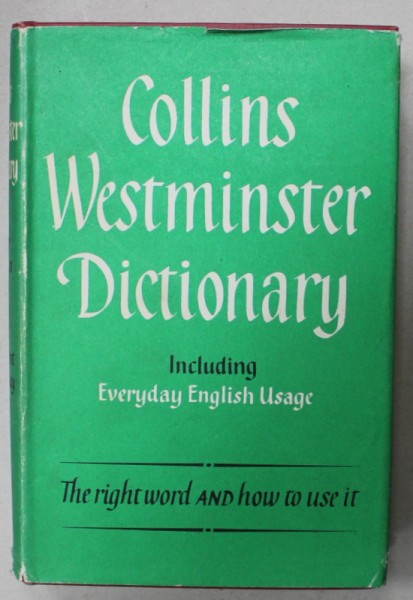 Collins
Westminster
Dictionary
Including
Everyday English Usage
The right word AND how to use it